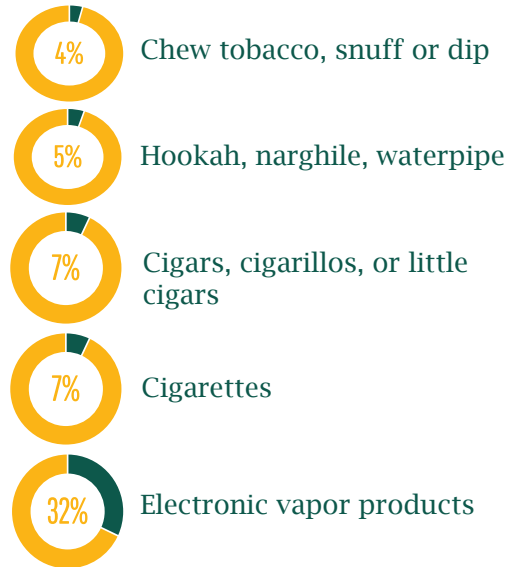 4%
Chew tobacco, snuff or dip
5%
Hookah, narghile, waterpipe
7%
Cigars, cigarillos, or little
cigars
7%
Cigarettes
32%
Electronic vapor products